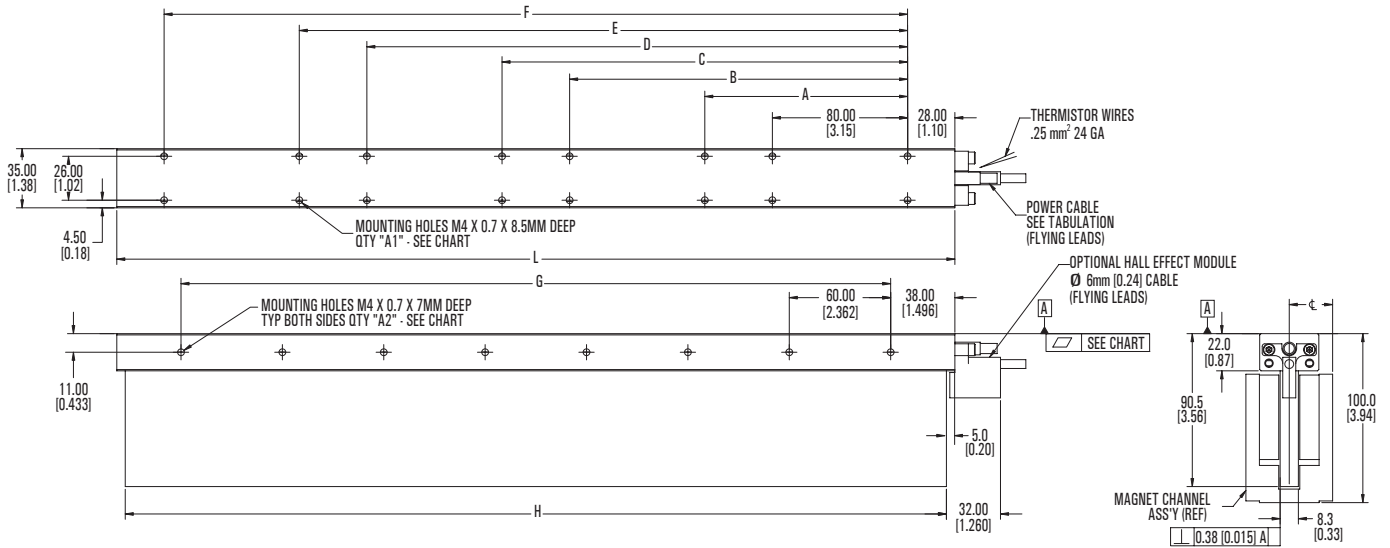 F
E
D
C
B
A
80.00
[3.15]
28.00
[1.10]
THERMISTOR WIRES
.25 mm² 24 GA
35.00
[1.38]
26.00
[1.02]
4.50
[0.18]
MOUNTING HOLES M4 X 0.7 X 8.5MM DEEP
QTY "A1" - SEE CHART
POWER CABLE
SEE TABULATION
(FLYING LEADS)
L
G
OPTIONAL HALL EFFECT MODULE
Ø 6mm [0.24] CABLE
(FLYING LEADS)
MOUNTING HOLES M4 X 0.7 X 7MM DEEP
TYP BOTH SIDES QTY "A2" - SEE CHART
60.00
[2.362]
38.00
[1.496]
A
SEE CHART
A
℄
22.0
[0.87]
11.00
[0.433]
90.5
[3.56]
100.0
[3.94]
5.0
[0.20]
H
32.00
[1.260]
MAGNET CHANNEL
ASS'Y (REF)
8.3
[0.33]
⊥ 0.38 [0.015] A